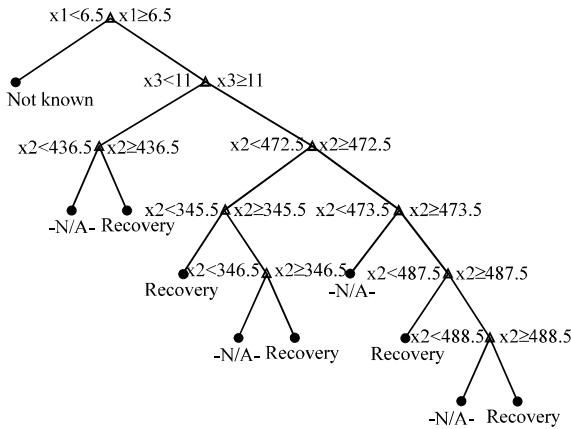 x1<6.5 x1≥6.5
x3<11 x3≥11
Not known
x2<436.5 x2≥436.5
x2<472.5 x2≥472.5
-N/A- Recovery
x2<345.5 x2≥345.5
x2<473.5 x2≥473.5
Recovery
x2<346.5 x2≥346.5
-N/A-
x2<487.5 x2≥487.5
-N/A- Recovery
Recovery
x2<488.5 x2≥488.5
-N/A- Recovery